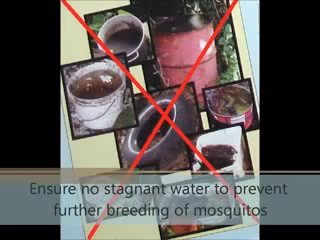 Ensure no stagnant water to prevent
further breeding of mosquitos